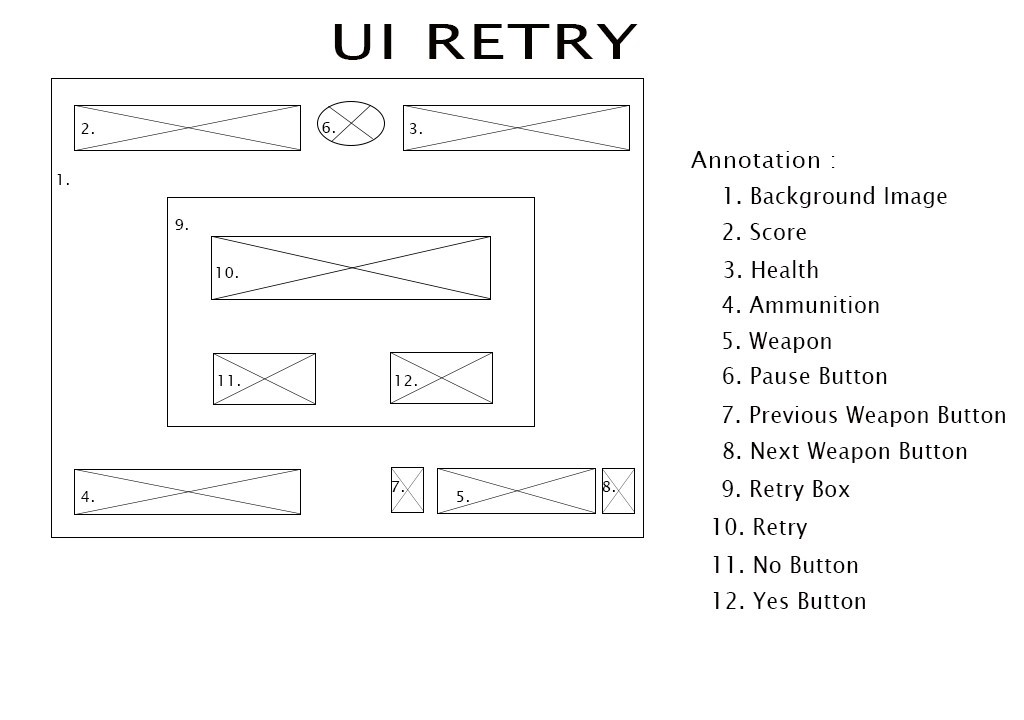 UI RETRY
2.
6.
3.
1.
9.
10.
11.
12.
4.
7.
5.
8.
Annotation :
1. Background Image
2. Score
3. Health
4. Ammunition
5. Weapon
6. Pause Button
7. Previous Weapon Button
8. Next Weapon Button
9. Retry Box
10. Retry
11. No Button
12. Yes Button